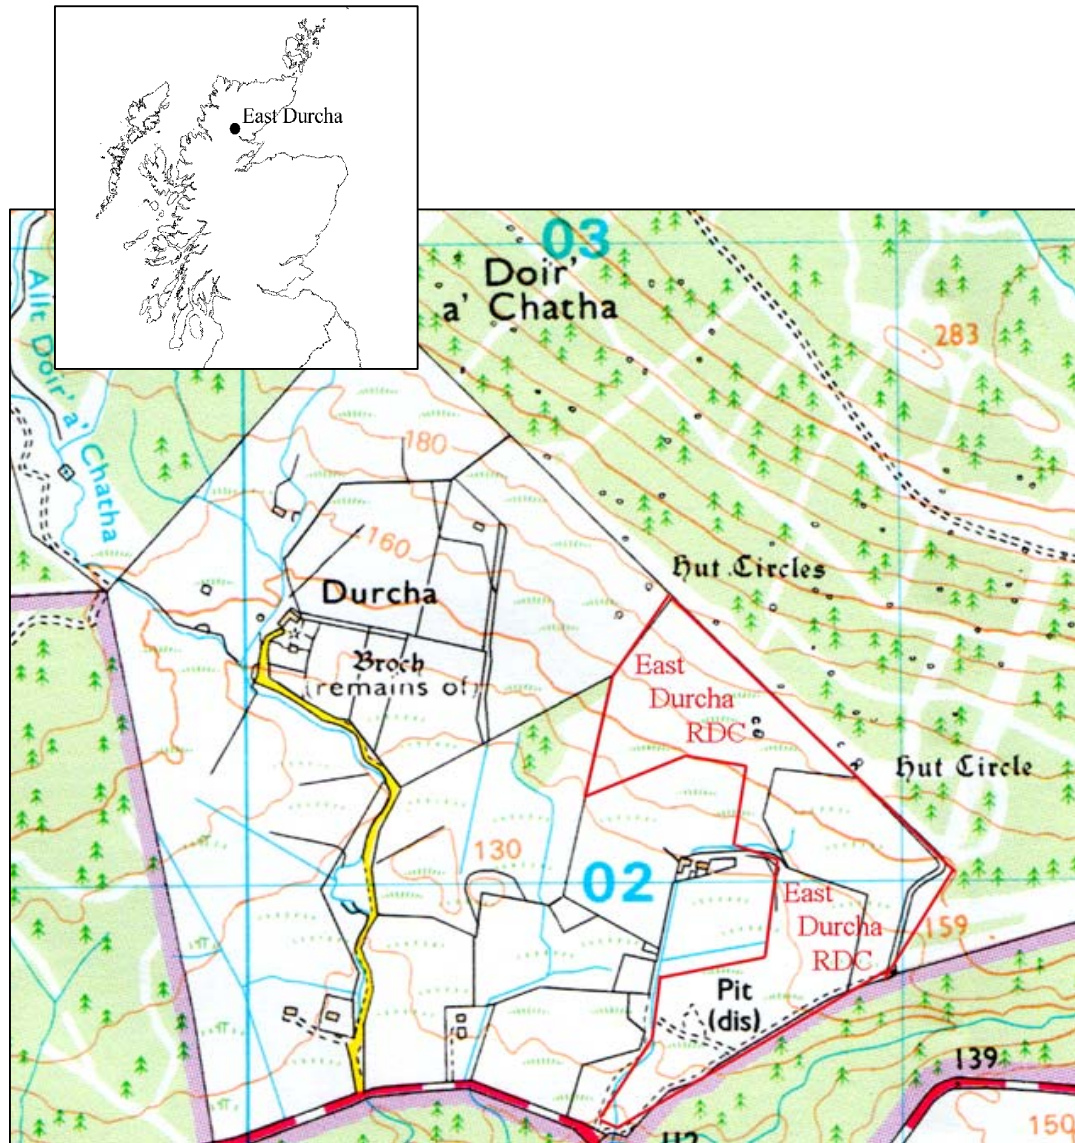 East Durcha
03
Doir'
a' Chatha
283
Allt Doir' a' Chatha
180
160
Hut Circles
Durcha
Broch
(remains of)
East
Durcha
RDC
Hut Circle
130
02
East
Durcha
RDC
159
Pit
(dis)
139
150